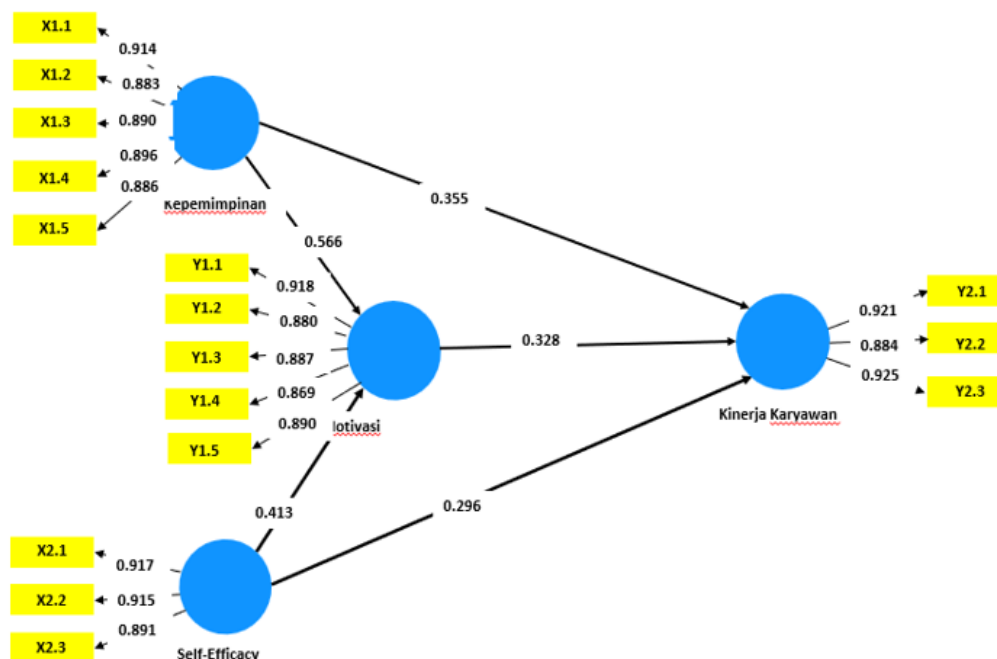 X1.1
0.914
X1.2
0.883
X1.3
0.890
X1.4
0.896
0.886
X1.5
Kepemimpinan
0.355
0.566
Y1.1
0.918
Y1.2
0.880
Y1.3
0.887
Y1.4
0.869
Y1.5
0.890
lotivasi
0.328
0.921
Y2.1
0.884
Y2.2
0.925
Y2.3
Kinerja Karyawan
0.413
0.296
X2.1
0.917
X2.2
0.915
X2.3
0.891
Self-Efficacy